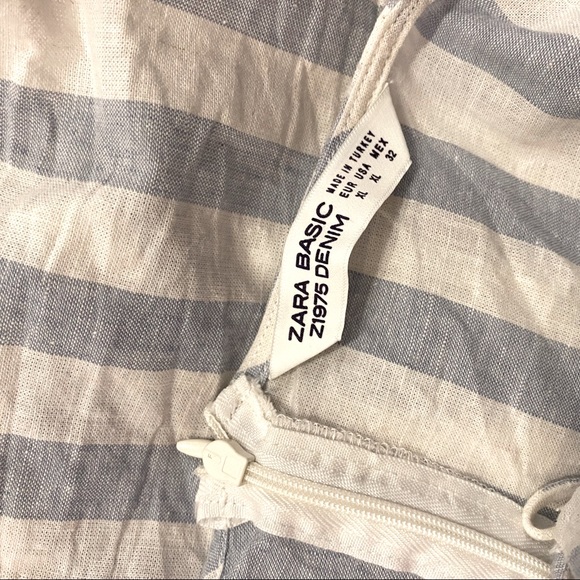 ZARA BASIC
Z1975 DENIM
MADE IN TURKEY
EUR USA MEX
XL XL 32